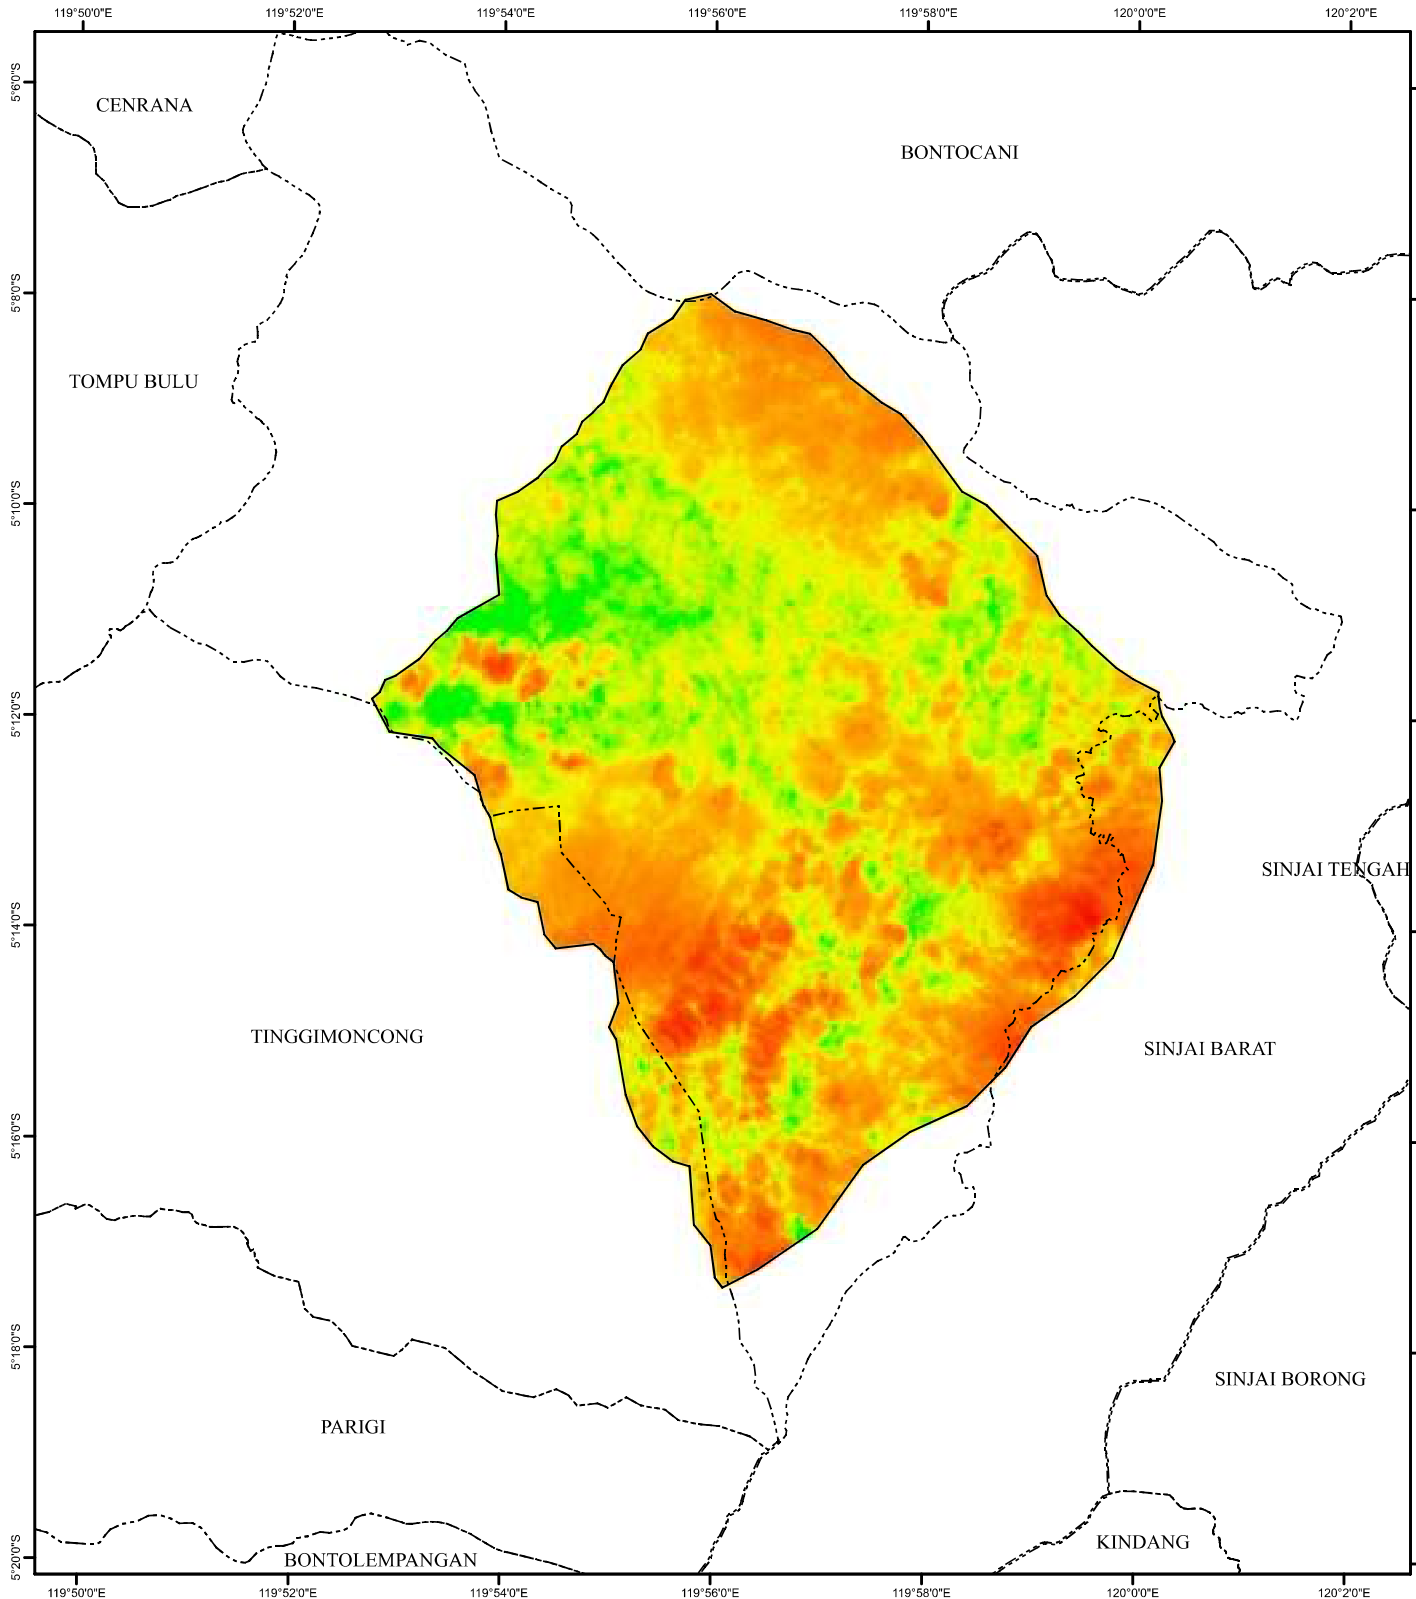 119°50'0"E 119°52'0"E 119°54'0"E 119°56'0"E 119°58'0"E 120°0'0"E 120°2'0"E
5°6'0"S
CENRANA
BONTOCANI
5°8'0"S
TOMPU BULU
5°10'0"S
5°12'0"S
SINJAI TENGAH
5°14'0"S
TINGGIMONCONG
SINJAI BARAT
5°16'0"S
5°18'0"S
SINJAI BORONG
PARIGI
KINDANG
5°20'0"S
BONTOLEMPANGAN
119°50'0"E 119°52'0"E 119°54'0"E 119°56'0"E 119°58'0"E 120°0'0"E 120°2'0"E